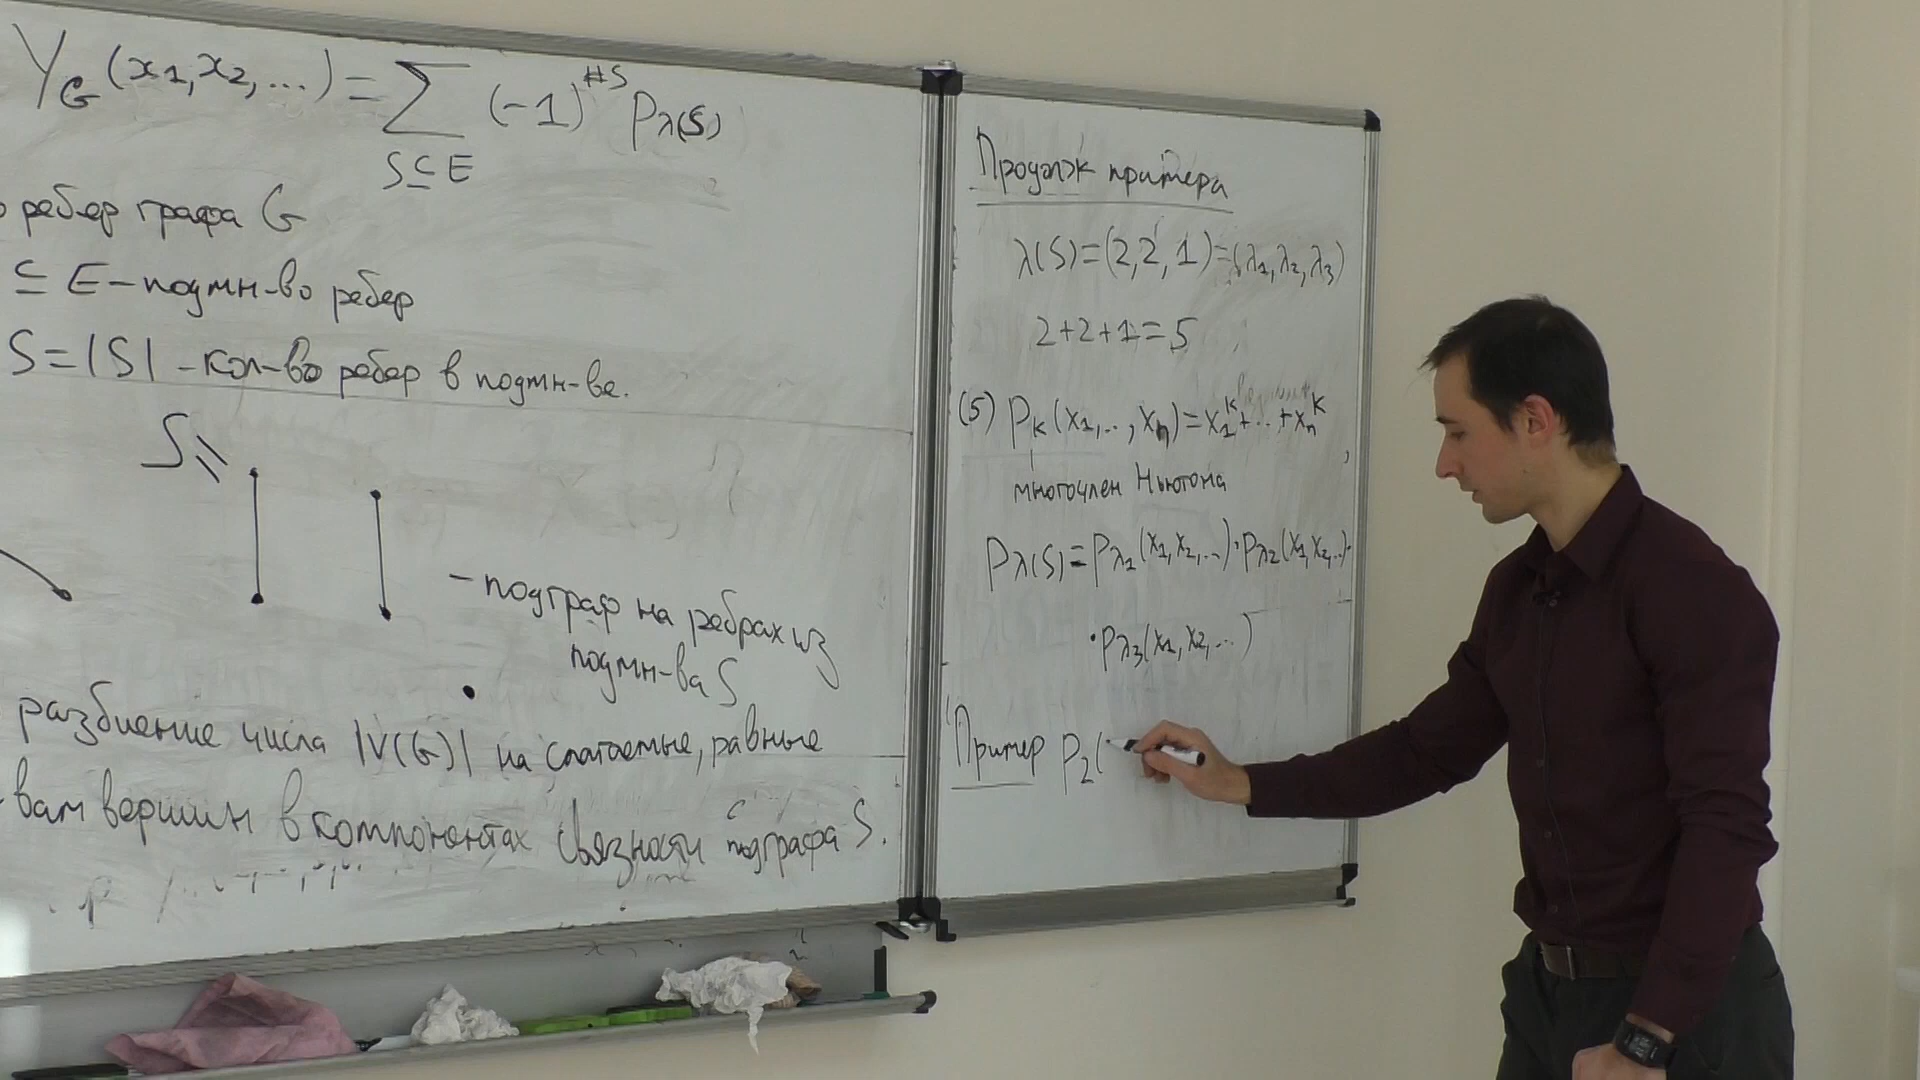 Y_G(x_1, x_2, ...) = ∑_{S⊆E} (-1)^{#S} p_{λ(S)}
ребер графа G
⊆ E – подмн-во ребер
S = |S| – кол-во ребер в подмн-ве.
S
– подграф на ребрах из
подмн-ва S
разбиение числа |V(G)| на слагаемые, равные
вам вершин в компонентах связности подграфа S.
Продолж примера
λ(S)=(2,2,1)=(λ_1,λ_2,λ_3)
2+2+1=5
(5) p_k(x_1,..,x_n)=x_1^k+..+x_n^k
многочлен Ньютона
p_{λ(S)}=p_{λ_1}(x_1,x_2,...)·p_{λ_2}(x_1,x_2,..)·
·p_{λ_3}(x_1,x_2,...)
Пример p_2(